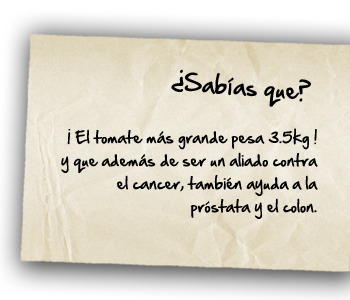 ¿Sabías que?
¡ El tomate más grande pesa 3.5kg !
y que además de ser un aliado contra
el cancer, también ayuda a la
próstata y el colon.